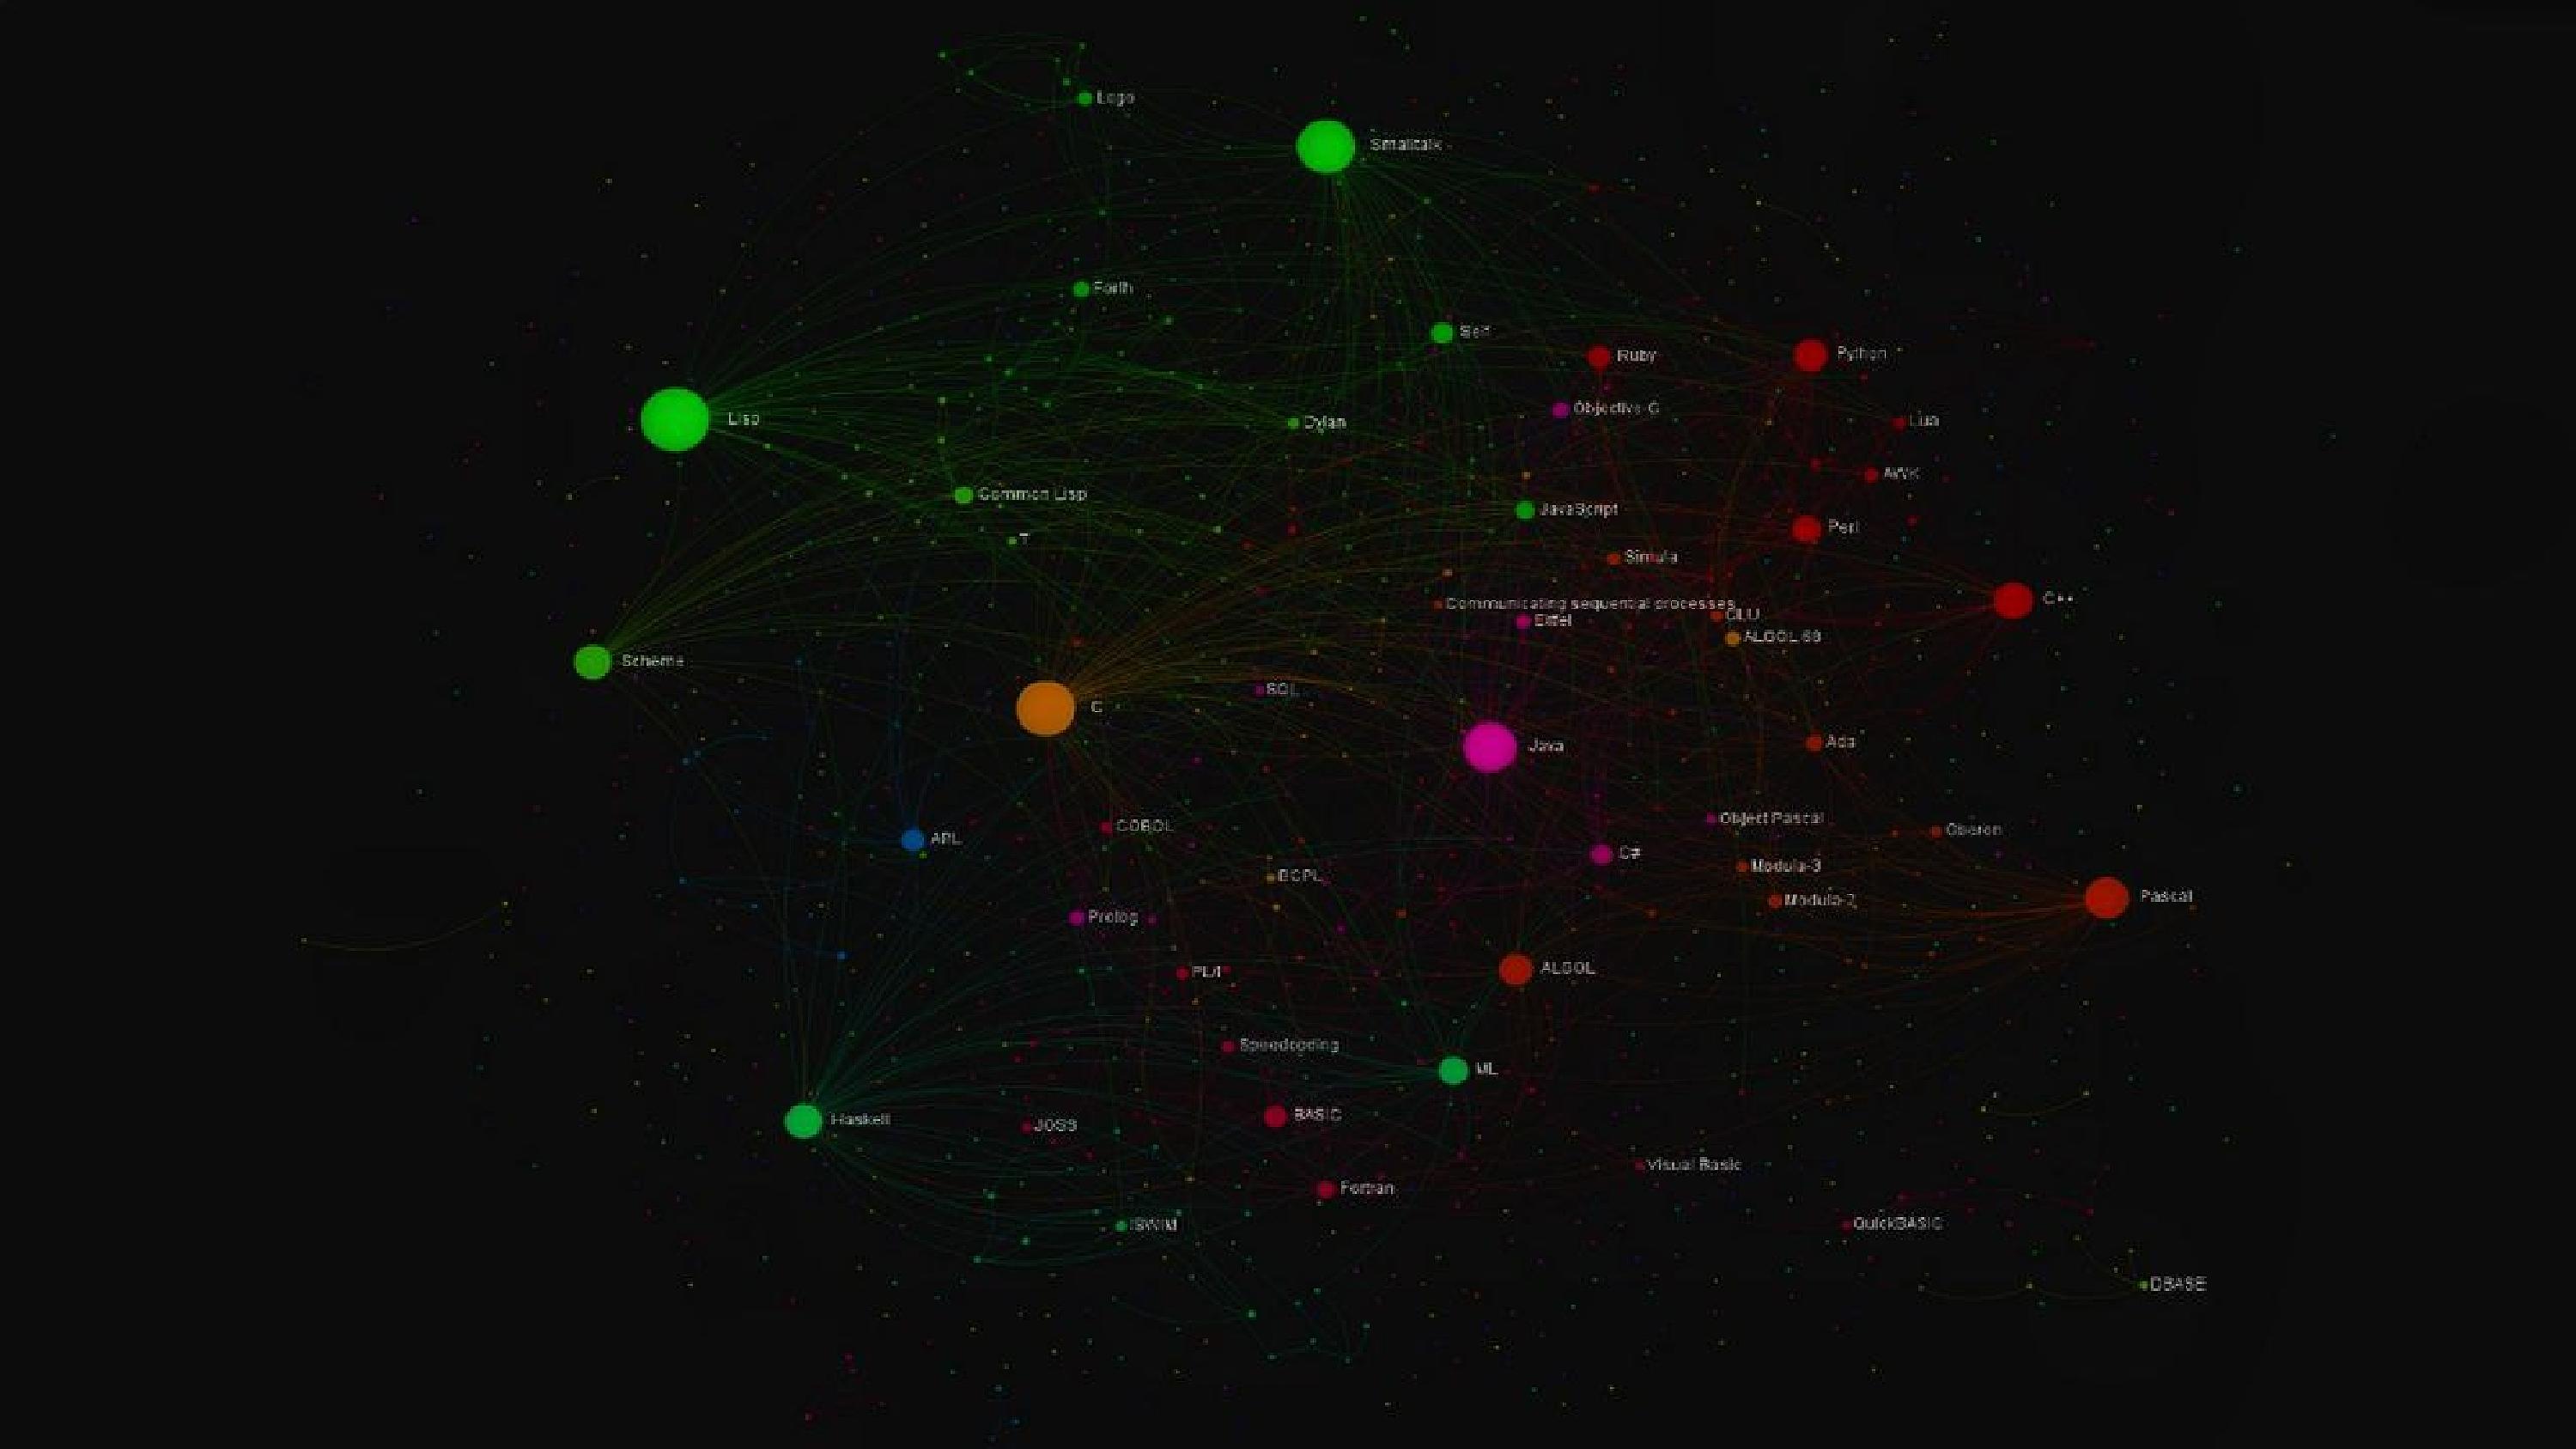 Logo
Smalltalk
Forth
Self
Ruby
Python
Objective-C
Lisp
Dylan
Lua
AWK
Common Lisp
JavaScript
Perl
T
Simula
C++
Communicating sequential processes
CLU
Eiffel
ALGOL 68
Scheme
SQL
C
Java
Ada
Object Pascal
COBOL
Oberon
APL
C#
Modula-3
BCPL
Pascal
Modula-2
Prolog
ALGOL
PL/I
Speedcoding
ML
BASIC
Haskell
JOSS
Visual Basic
Fortran
QuickBASIC
ISWIM
DBASE